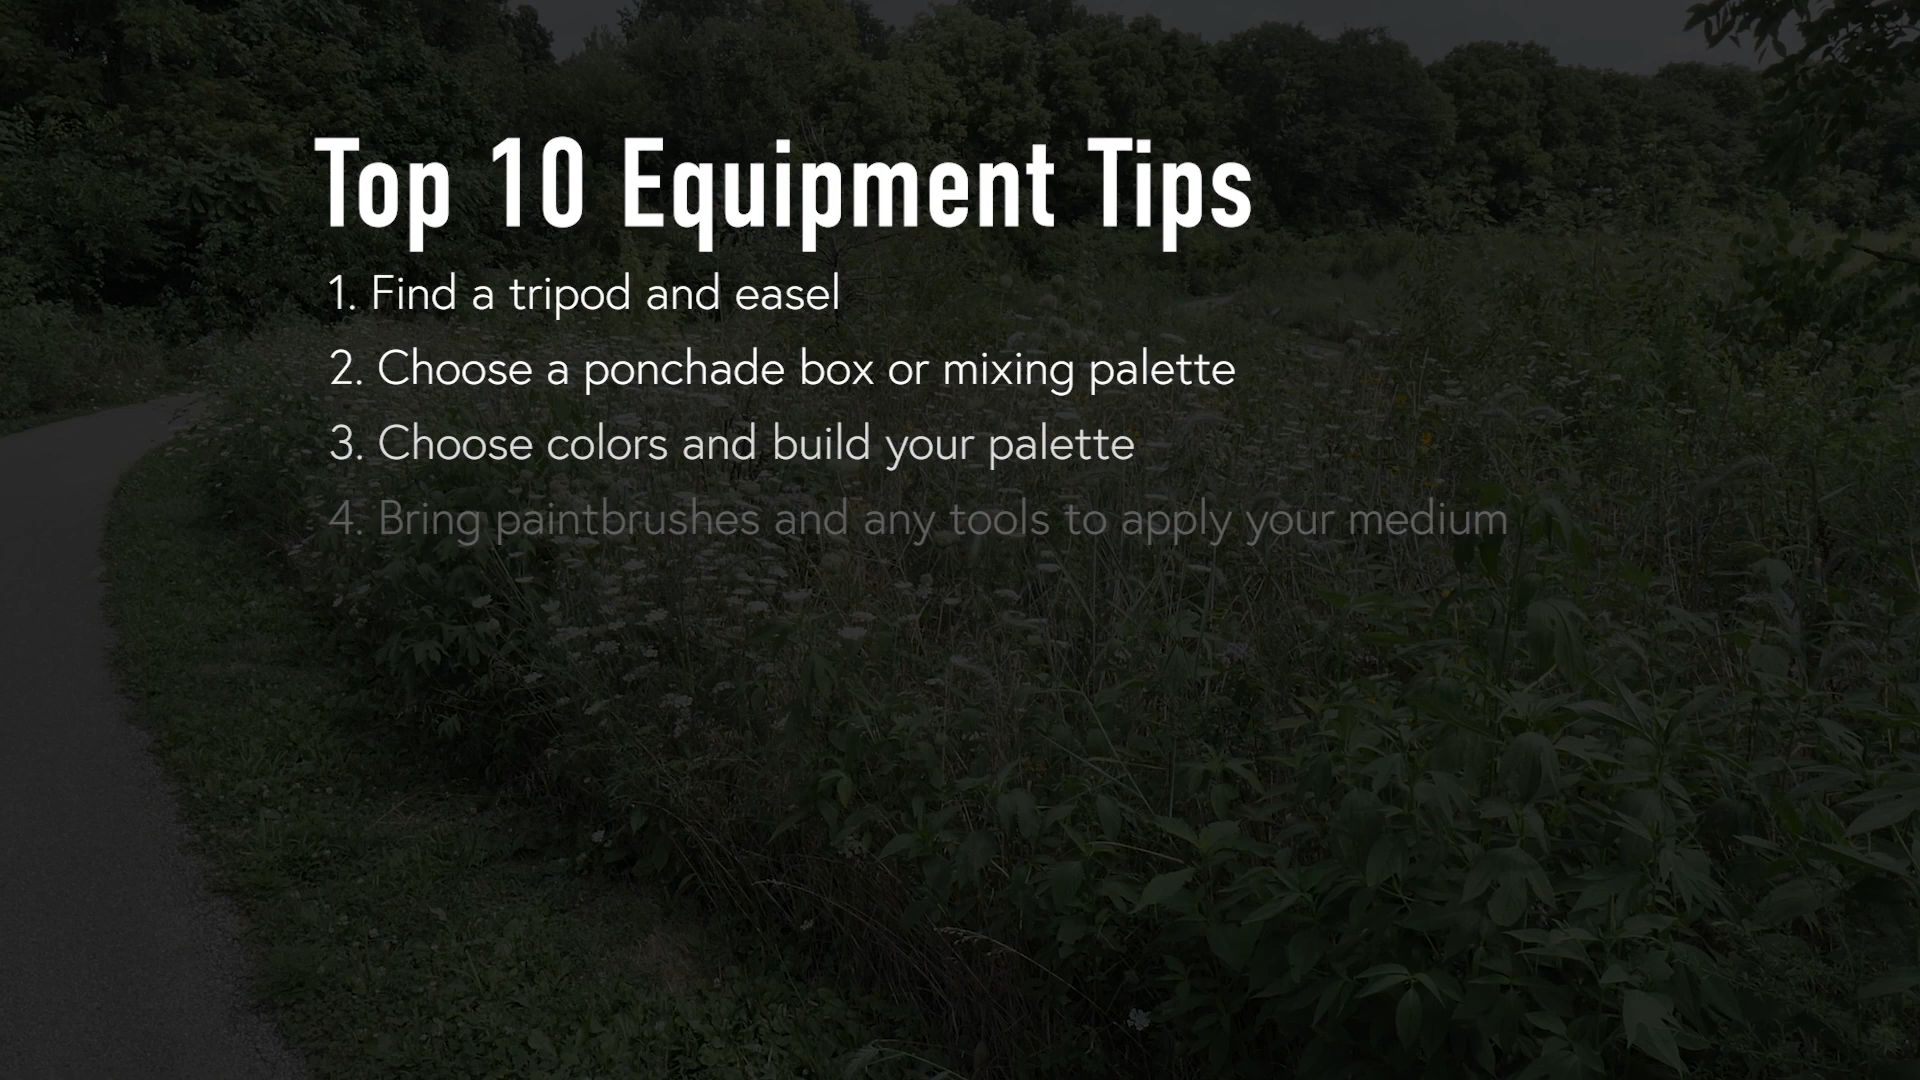 Top 10 Equipment Tips
1. Find a tripod and easel
2. Choose a ponchade box or mixing palette
3. Choose colors and build your palette
4. Bring paintbrushes and any tools to apply your medium